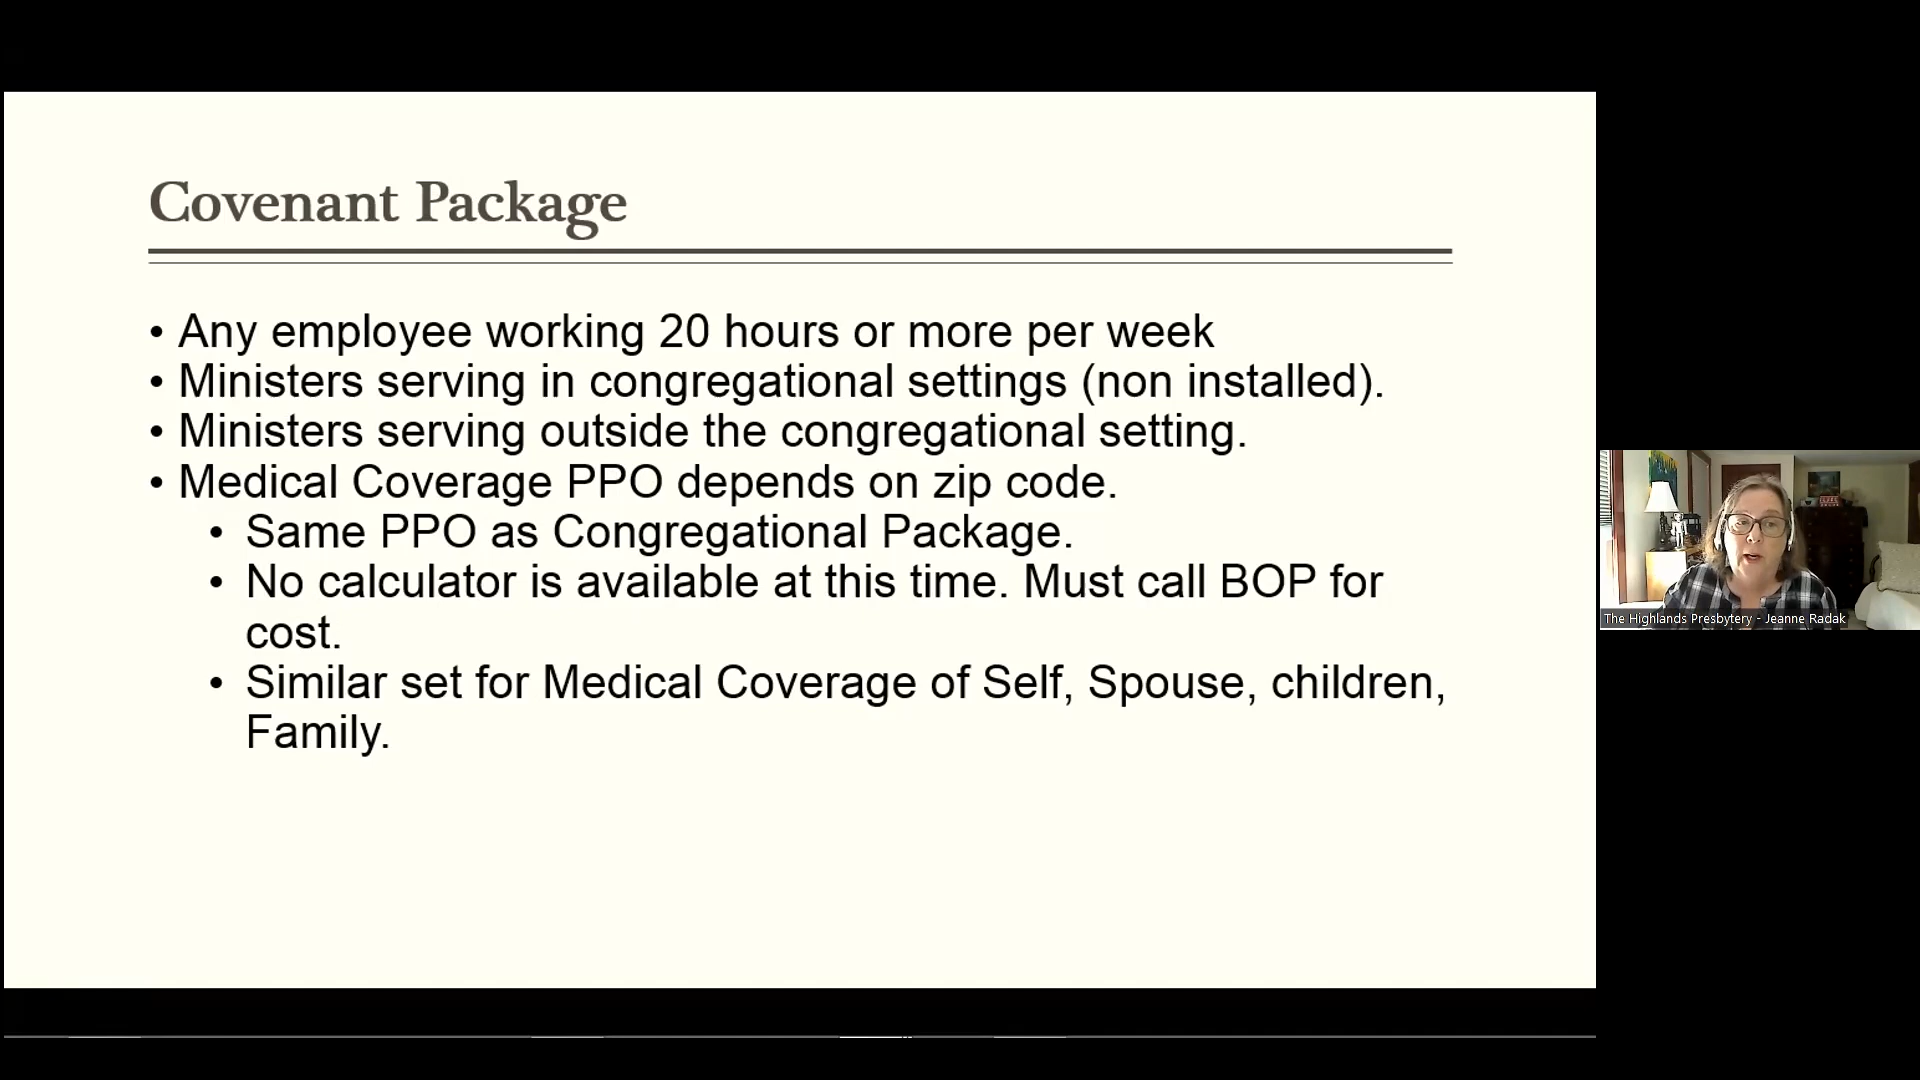 Covenant Package
• Any employee working 20 hours or more per week
• Ministers serving in congregational settings (non installed).
• Ministers serving outside the congregational setting.
• Medical Coverage PPO depends on zip code.
• Same PPO as Congregational Package.
• No calculator is available at this time. Must call BOP for
cost.
• Similar set for Medical Coverage of Self, Spouse, children,
Family.
The Highlands Presbytery - Jeanne Radak